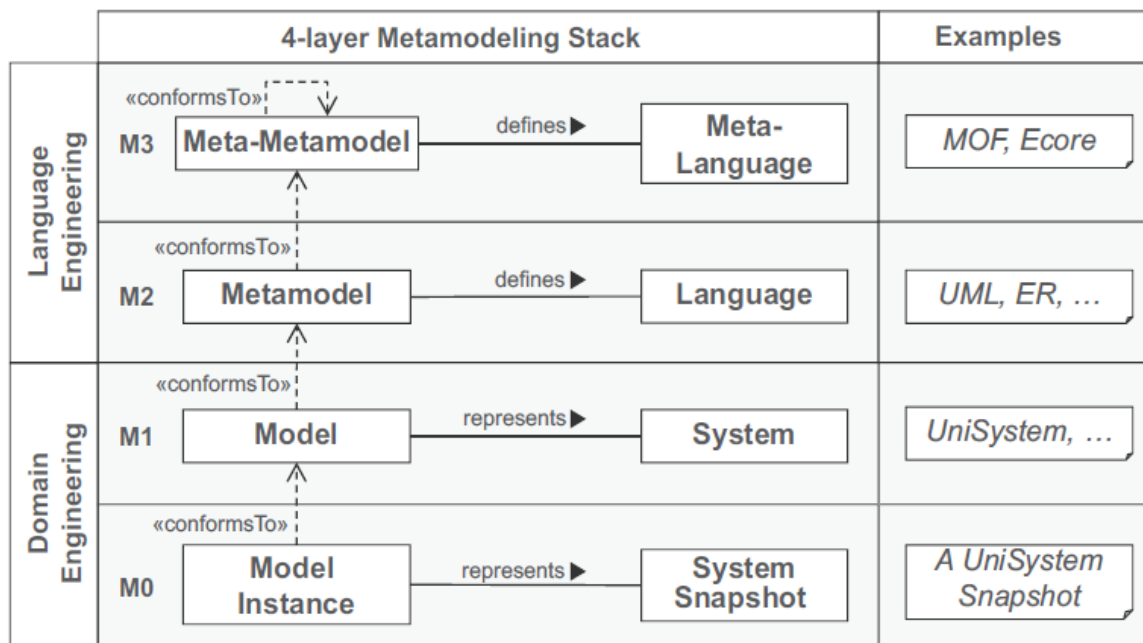 4-layer Metamodeling Stack
Examples
Language
Engineering
«conformsTo»
M3
Meta-Metamodel
defines ▶
Meta-
Language
MOF, Ecore
«conformsTo»
M2
Metamodel
defines ▶
Language
UML, ER, …
Domain
Engineering
«conformsTo»
M1
Model
represents ▶
System
UniSystem, …
«conformsTo»
M0
Model
Instance
represents ▶
System
Snapshot
A UniSystem
Snapshot